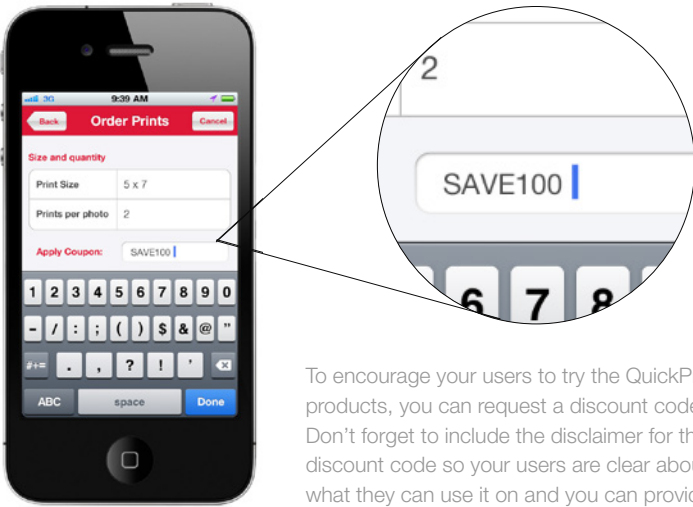 3G 9:39 AM
Back Order Prints Cancel
Size and quantity
Print Size 5 x 7
Prints per photo 2
Apply Coupon: SAVE100
1 2 3 4 5 6 7 8 9 0
- / : ; ( ) $ & @ "
#+= . , ? ! '
ABC space Done
2
SAVE100
6 7 8
To encourage your users to try the QuickP
products, you can request a discount code
Don't forget to include the disclaimer for th
discount code so your users are clear abou
what they can use it on and you can provid